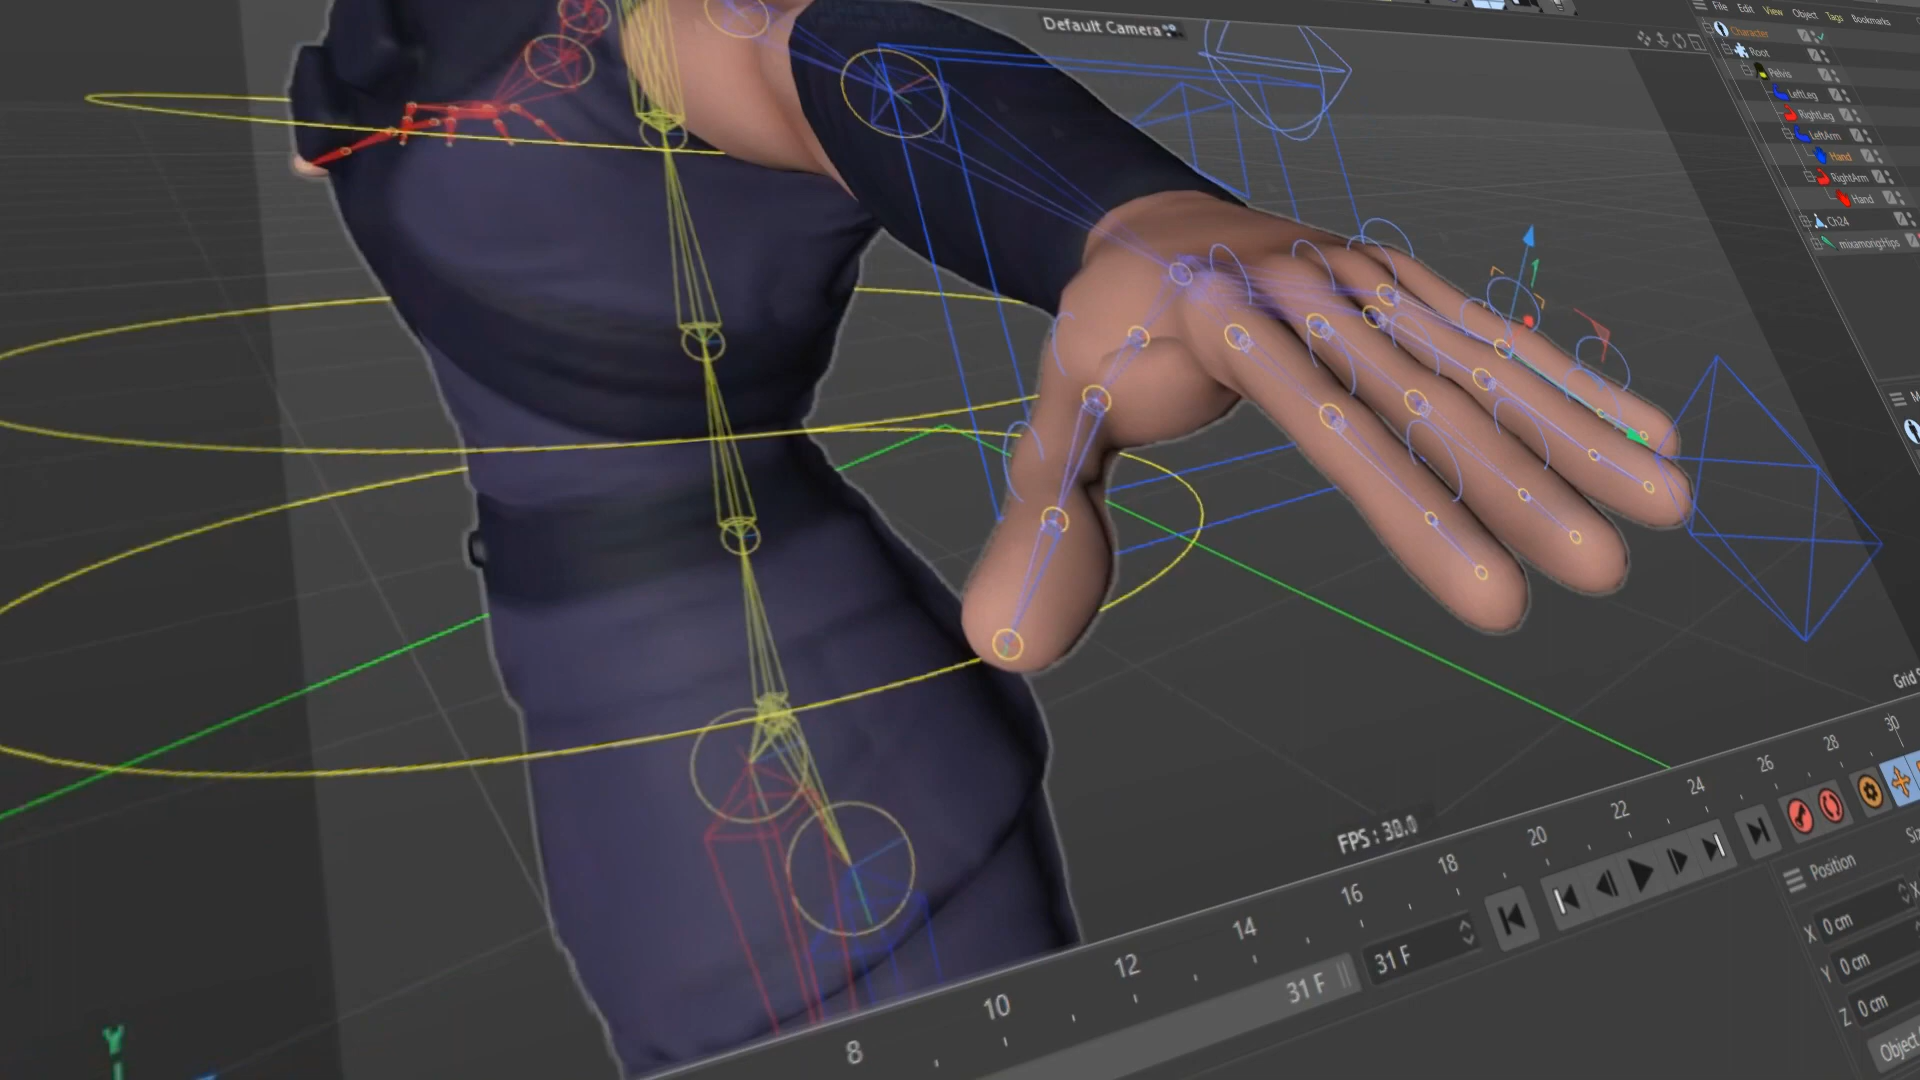 Default Camera
File Edit View Object Tags Bookmarks
Character
Root
Pelvis
LeftLeg
RightLeg
LeftArm
Hand
RightArm
Hand
Ch24
mixamorig:Hips
FPS : 30.0
8 10 12 14 16 18 20 22 24 26 28 30
31 F
31 F
Position
X 0 cm
Y 0 cm
Z 0 cm
Object
Y